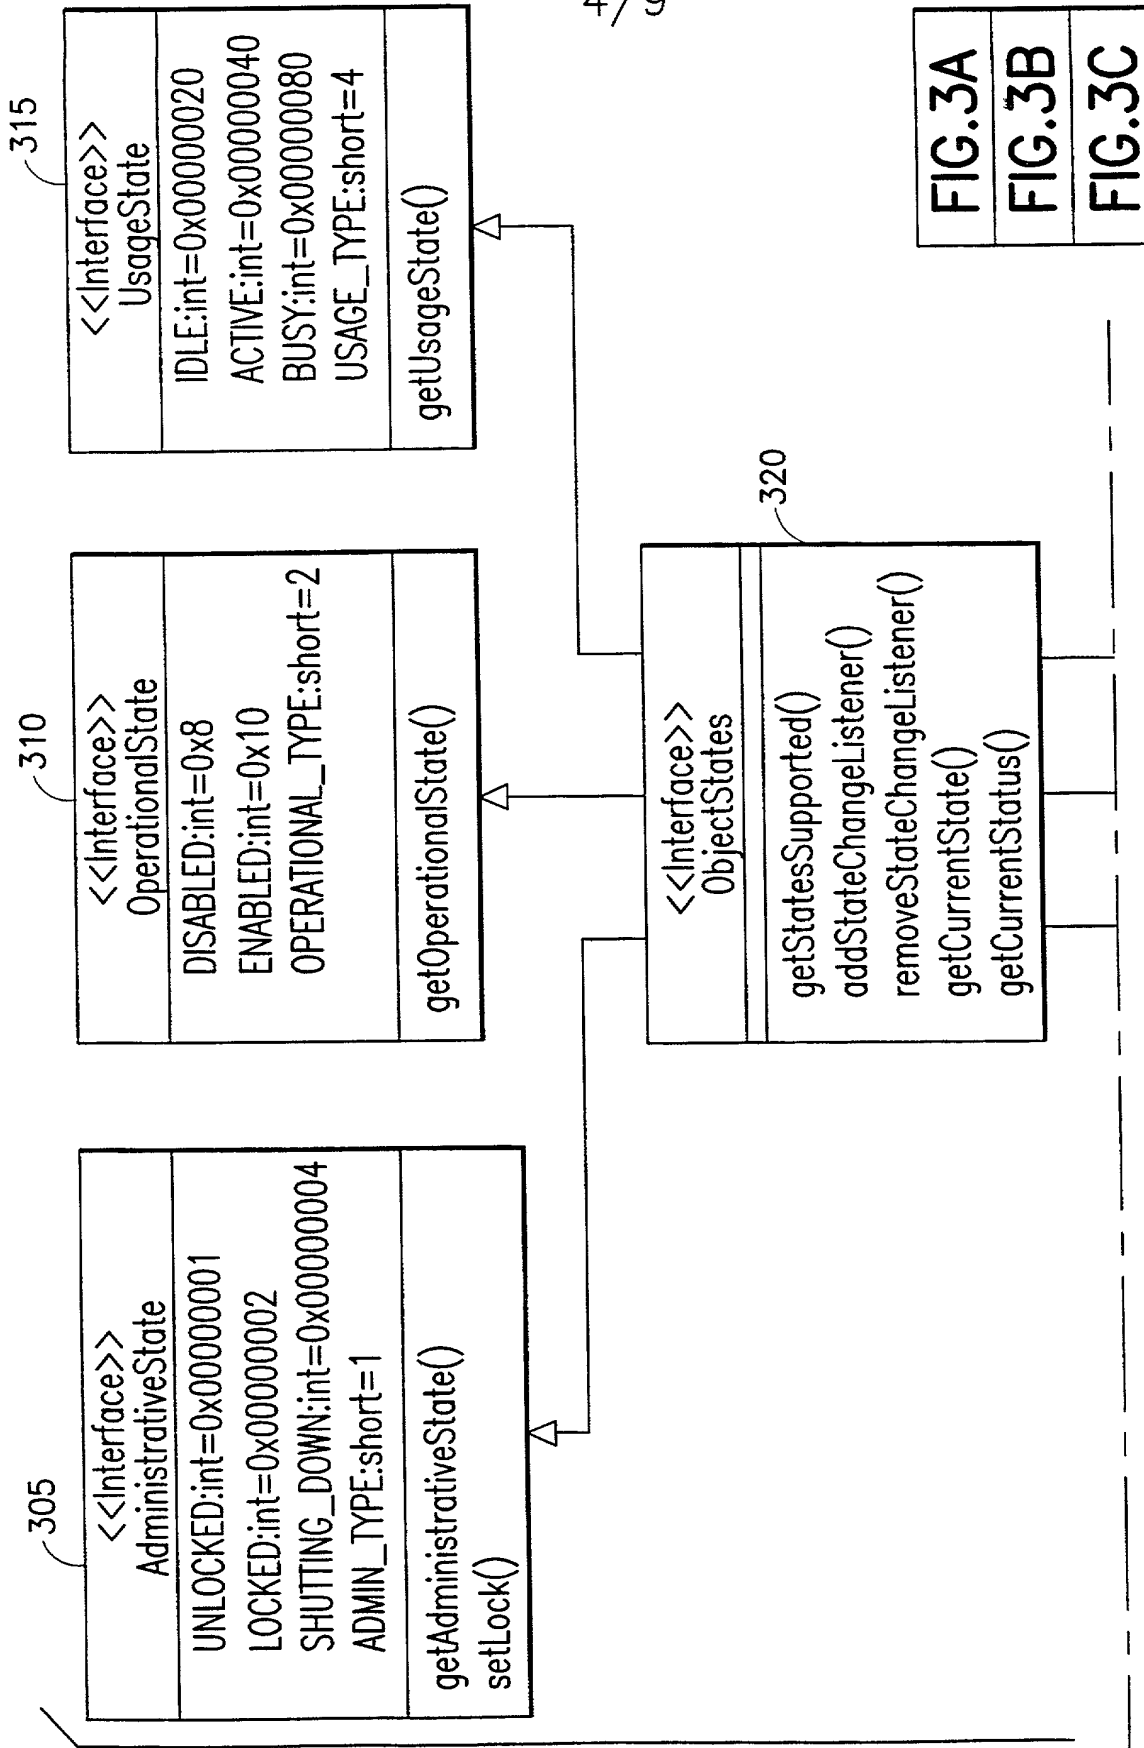 4/9
305
<<Interface>>
AdministrativeState
UNLOCKED:int=0x00000001
LOCKED:int=0x00000002
SHUTTING_DOWN:int=0x00000004
ADMIN_TYPE:short=1
getAdministrativeState()
setLock()
310
<<Interface>>
OperationalState
DISABLED:int=0x8
ENABLED:int=0x10
OPERATIONAL_TYPE:short=2
getOperationalState()
315
<<Interface>>
UsageState
IDLE:int=0x00000020
ACTIVE:int=0x00000040
BUSY:int=0x00000080
USAGE_TYPE:short=4
getUsageState()
320
<<Interface>>
ObjectStates
getStatesSupported()
addStateChangeListener()
removeStateChangeListener()
getCurrentState()
getCurrentStatus()
FIG.3A
FIG.3B
FIG.3C